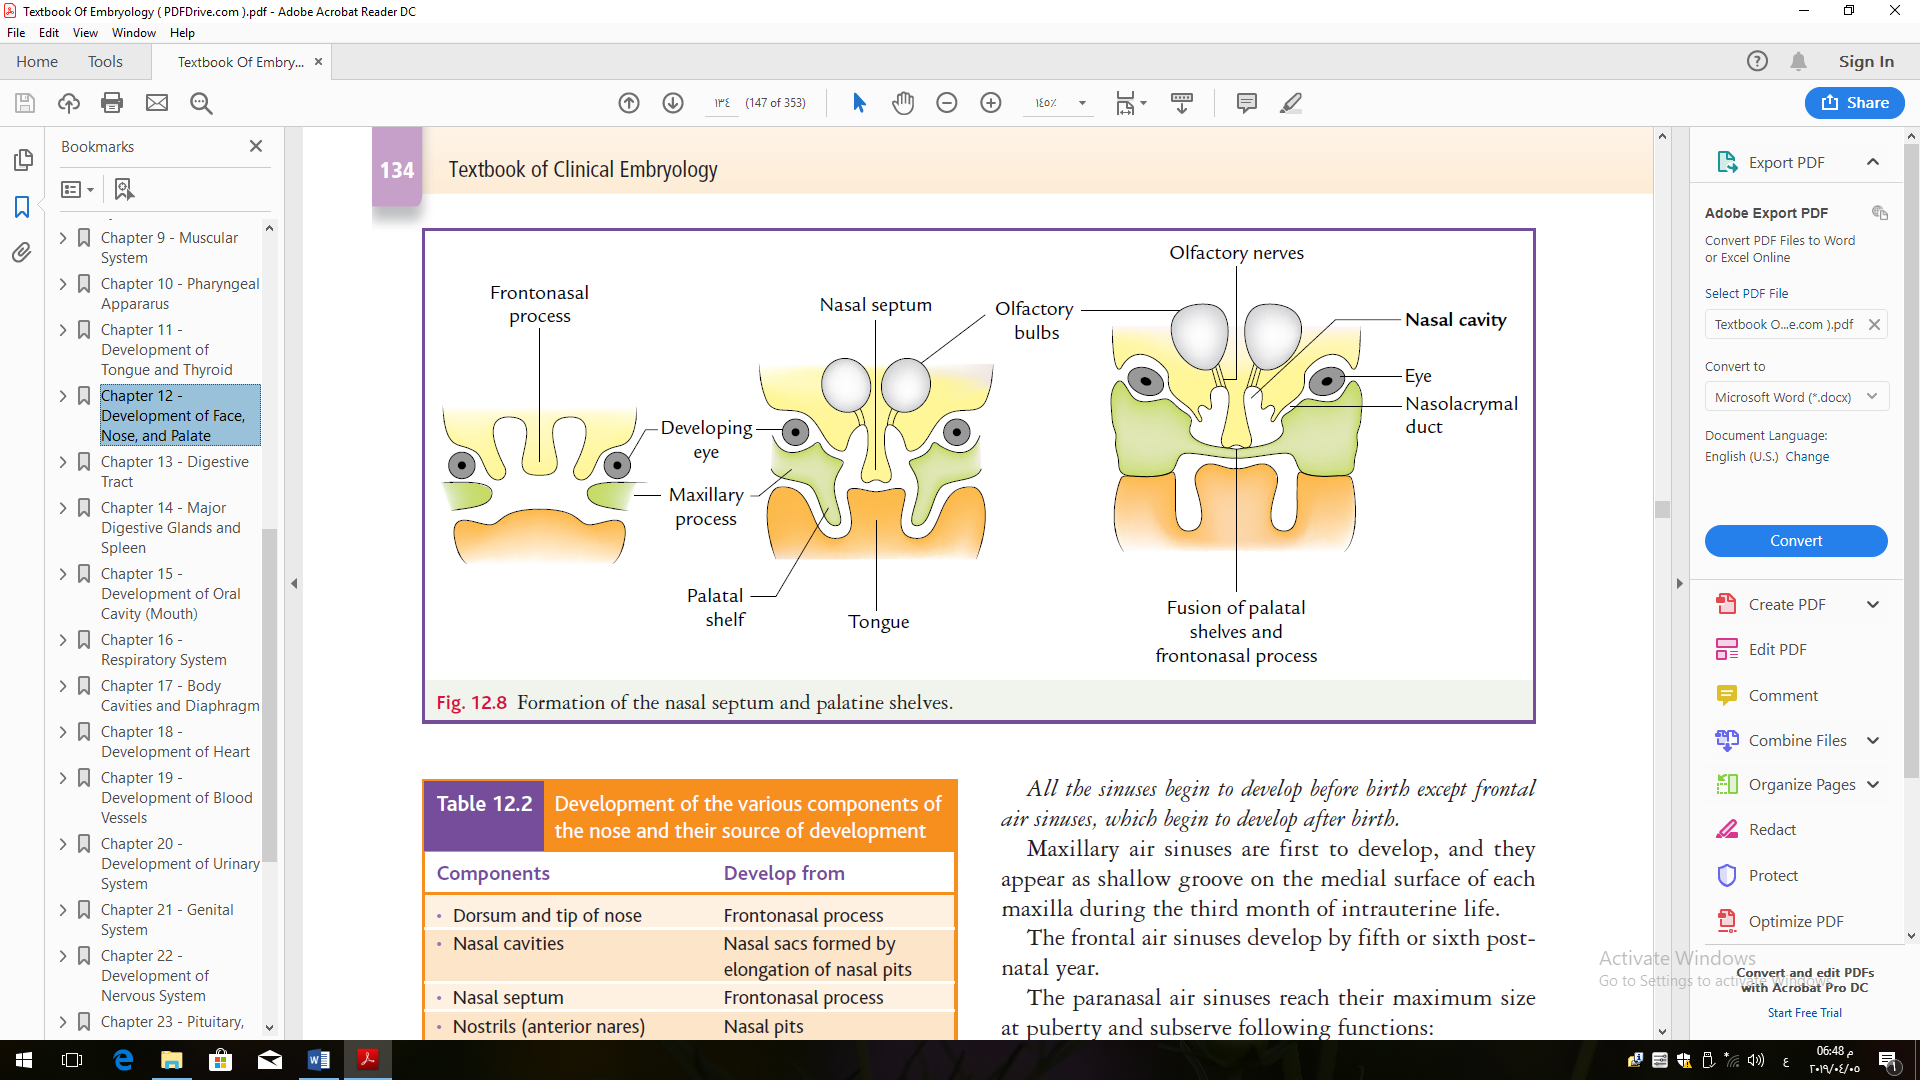 Textbook Of Embryology ( PDFDrive.com ).pdf - Adobe Acrobat Reader DC
File Edit View Window Help
Home Tools Textbook Of Embry...
Sign In
١٣٤ (147 of 353)
١٤٥٪
Share
Bookmarks
Chapter 9 - Muscular
System
Chapter 10 - Pharyngeal
Appararus
Chapter 11 -
Development of
Tongue and Thyroid
Chapter 12 -
Development of Face,
Nose, and Palate
Chapter 13 - Digestive
Tract
Chapter 14 - Major
Digestive Glands and
Spleen
Chapter 15 -
Development of Oral
Cavity (Mouth)
Chapter 16 -
Respiratory System
Chapter 17 - Body
Cavities and Diaphragm
Chapter 18 -
Development of Heart
Chapter 19 -
Development of Blood
Vessels
Chapter 20 -
Development of Urinary
System
Chapter 21 - Genital
System
Chapter 22 -
Development of
Nervous System
Chapter 23 - Pituitary,
134 Textbook of Clinical Embryology
Frontonasal
process
Nasal septum
Olfactory
bulbs
Olfactory nerves
Nasal cavity
Eye
Nasolacrymal
duct
Developing
eye
Maxillary
process
Palatal
shelf
Tongue
Fusion of palatal
shelves and
frontonasal process
Fig. 12.8 Formation of the nasal septum and palatine shelves.
Table 12.2 Development of the various components of
the nose and their source of development
Components Develop from
• Dorsum and tip of nose Frontonasal process
• Nasal cavities Nasal sacs formed by
elongation of nasal pits
• Nasal septum Frontonasal process
• Nostrils (anterior nares) Nasal pits
All the sinuses begin to develop before birth except frontal
air sinuses, which begin to develop after birth.
Maxillary air sinuses are first to develop, and they
appear as shallow groove on the medial surface of each
maxilla during the third month of intrauterine life.
The frontal air sinuses develop by fifth or sixth post-
natal year.
The paranasal air sinuses reach their maximum size
at puberty and subserve following functions:
Export PDF
Adobe Export PDF
Convert PDF Files to Word
or Excel Online
Select PDF File
Textbook O...e.com ).pdf
Convert to
Microsoft Word (*.docx)
Document Language:
English (U.S.) Change
Convert
Create PDF
Edit PDF
Comment
Combine Files
Organize Pages
Redact
Protect
Optimize PDF
Convert and edit PDFs
with Acrobat Pro DC
Start Free Trial
Activate Windows
Go to Settings to activate Windows.
ع
06:48 م
٢٠١٩/٠٤/٠٥